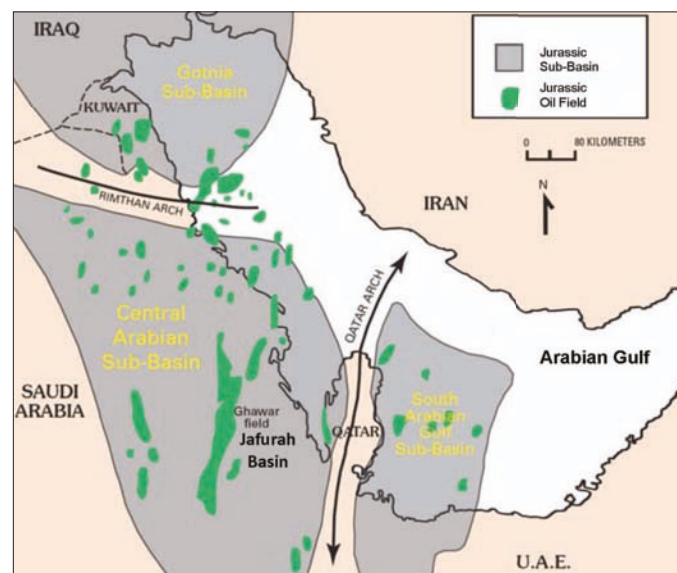 IRAQ
Gotnia
Sub-Basin
KUWAIT
RIMTHAN ARCH
Jurassic
Sub-Basin
Jurassic
Oil Field
0 80 KILOMETERS
N
IRAN
QATAR ARCH
Central
Arabian
Sub-Basin
SAUDI
ARABIA
Ghawar
field
Jafurah
Basin
QATAR
South
Arabian
Gulf
Sub-Basin
Arabian Gulf
U.A.E.